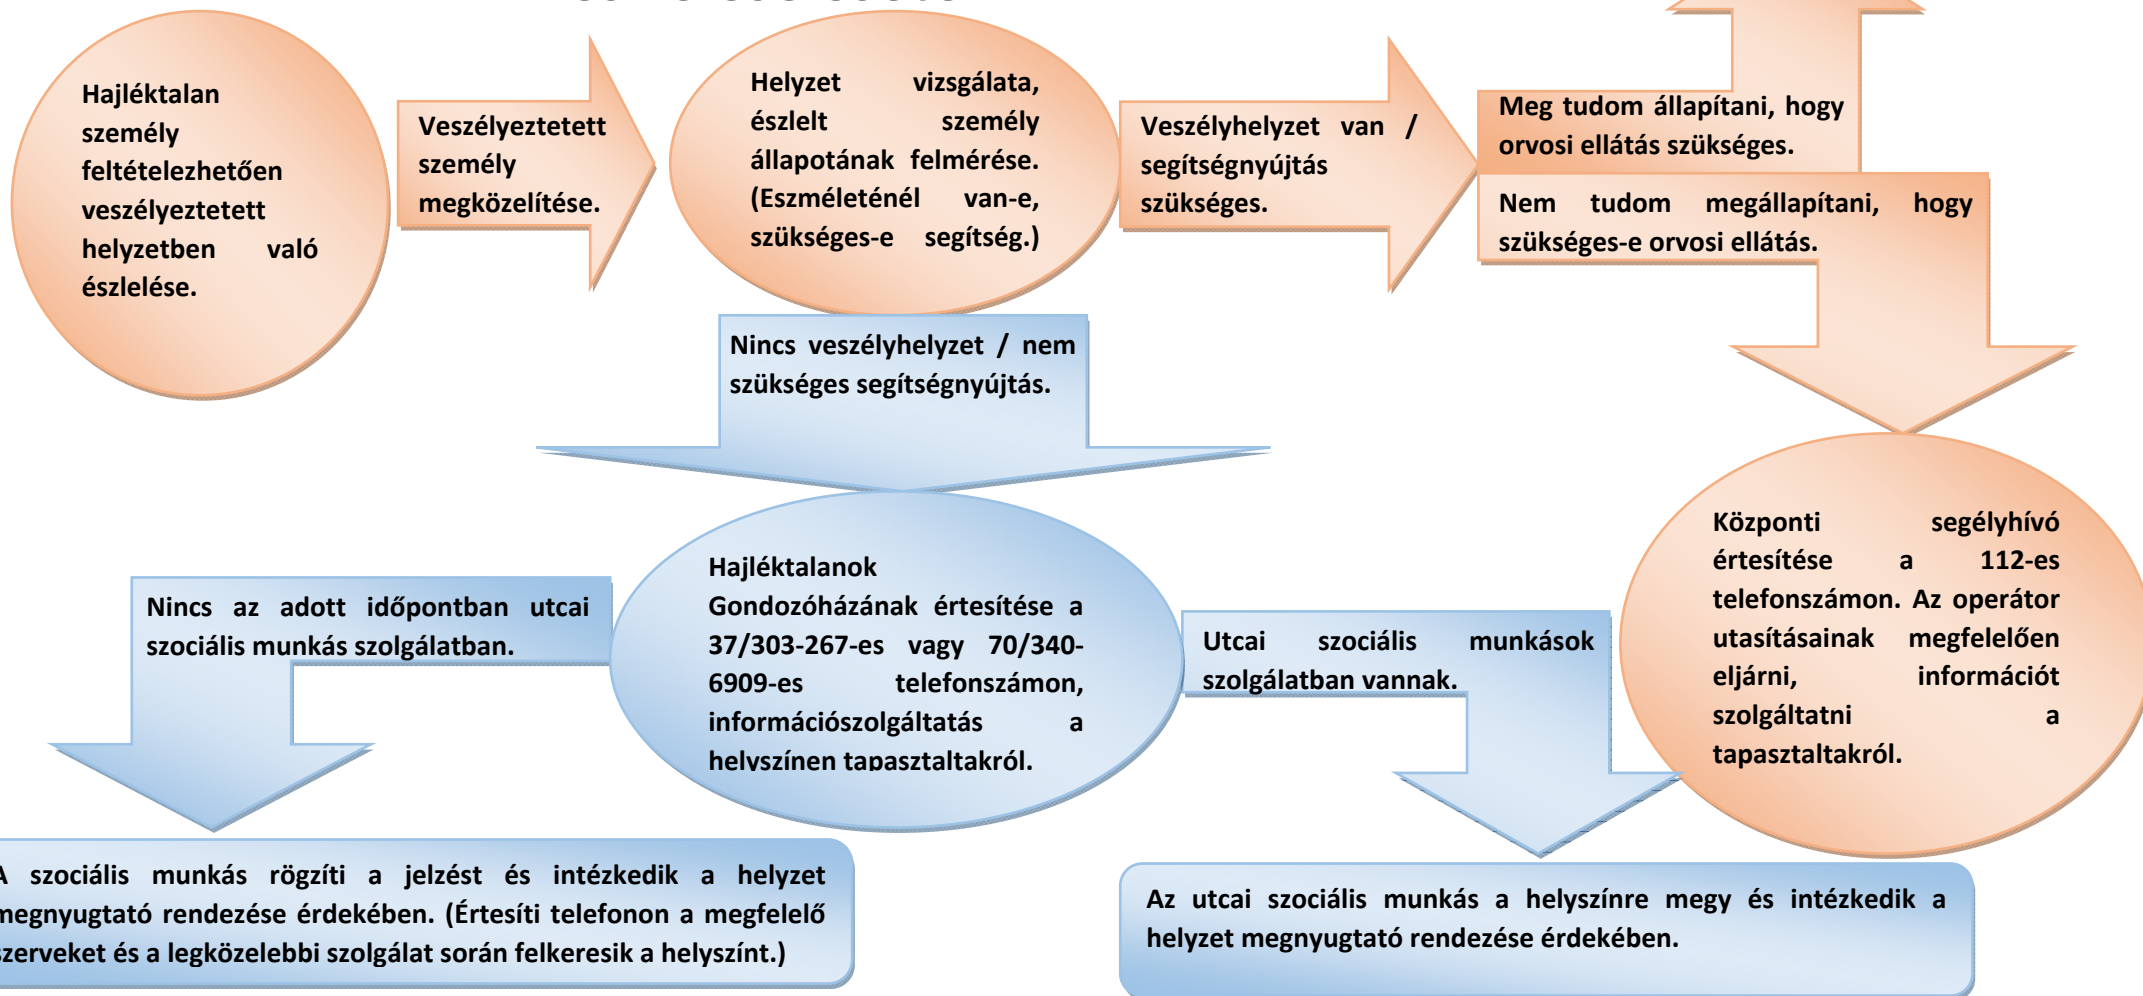 Hajléktalan
személy
feltételezhetően
veszélyeztetett
helyzetben való
észlelése.
Veszélyeztetett
személy
megközelítése.
Helyzet vizsgálata,
észlelt személy
állapotának felmérése.
(Eszméleténél van-e,
szükséges-e segítség.)
Veszélyhelyzet van /
segítségnyújtás
szükséges.
Meg tudom állapítani, hogy
orvosi ellátás szükséges.
Nem tudom megállapítani, hogy
szükséges-e orvosi ellátás.
Nincs veszélyhelyzet / nem
szükséges segítségnyújtás.
Központi segélyhívó
értesítése a 112-es
telefonszámon. Az operátor
utasításainak megfelelően
eljárni, információt
szolgáltatni a
tapasztaltakról.
Hajléktalanok
Gondozóházának értesítése a
37/303-267-es vagy 70/340-
6909-es telefonszámon,
információszolgáltatás a
helyszínen tapasztaltakról.
Nincs az adott időpontban utcai
szociális munkás szolgálatban.
Utcai szociális munkások
szolgálatban vannak.
A szociális munkás rögzíti a jelzést és intézkedik a helyzet
megnyugtató rendezése érdekében. (Értesíti telefonon a megfelelő
szerveket és a legközelebbi szolgálat során felkeresik a helyszínt.)
Az utcai szociális munkás a helyszínre megy és intézkedik a
helyzet megnyugtató rendezése érdekében.